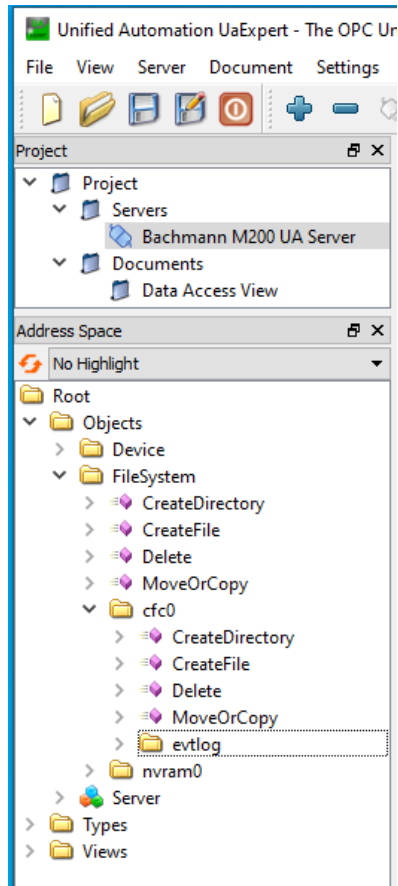 Unified Automation UaExpert - The OPC Un
File View Server Document Settings
Project
Project
Servers
Bachmann M200 UA Server
Documents
Data Access View
Address Space
No Highlight
Root
Objects
Device
FileSystem
CreateDirectory
CreateFile
Delete
MoveOrCopy
cfc0
CreateDirectory
CreateFile
Delete
MoveOrCopy
evtlog
nvram0
Server
Types
Views